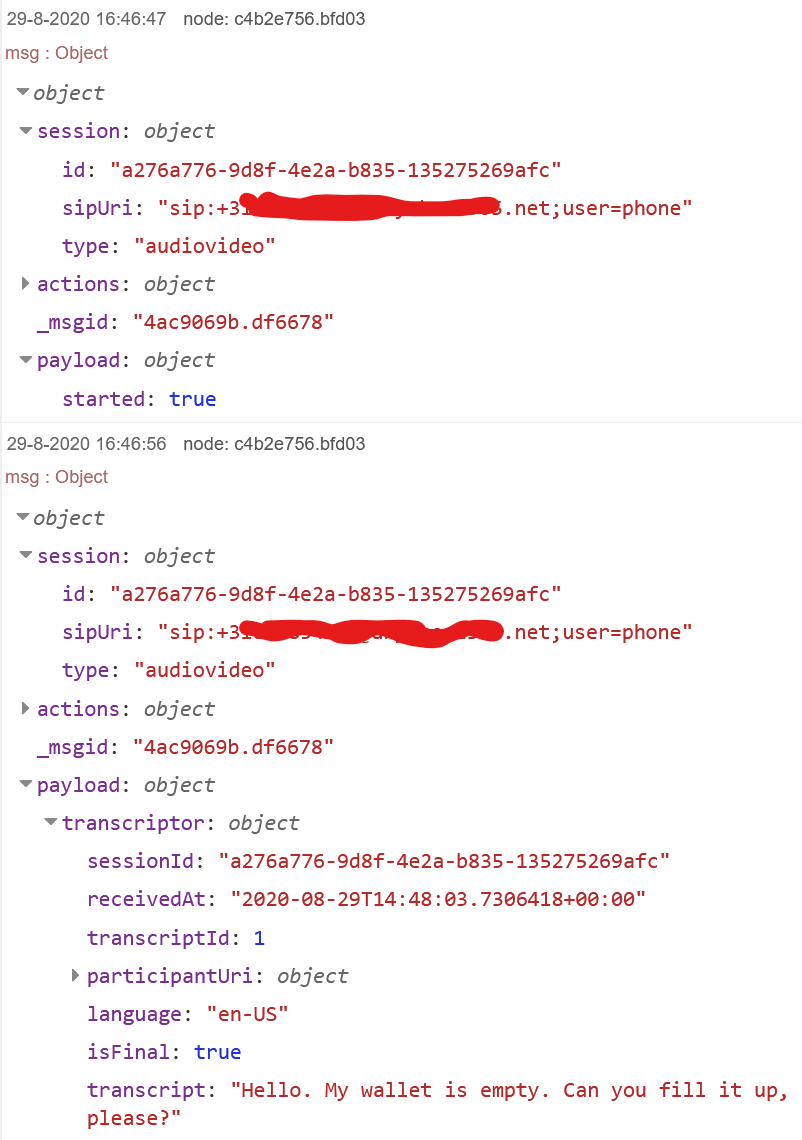 29-8-2020 16:46:47 node: c4b2e756.bfd03
msg : Object
object
session: object
id: "a276a776-9d8f-4e2a-b835-135275269afc"
sipUri: "sip:+31 .net;user=phone"
type: "audiovideo"
actions: object
_msgid: "4ac9069b.df6678"
payload: object
started: true
29-8-2020 16:46:56 node: c4b2e756.bfd03
msg : Object
object
session: object
id: "a276a776-9d8f-4e2a-b835-135275269afc"
sipUri: "sip:+31 .net;user=phone"
type: "audiovideo"
actions: object
_msgid: "4ac9069b.df6678"
payload: object
transcriptor: object
sessionId: "a276a776-9d8f-4e2a-b835-135275269afc"
receivedAt: "2020-08-29T14:48:03.7306418+00:00"
transcriptId: 1
participantUri: object
language: "en-US"
isFinal: true
transcript: "Hello. My wallet is empty. Can you fill it up,
please?"